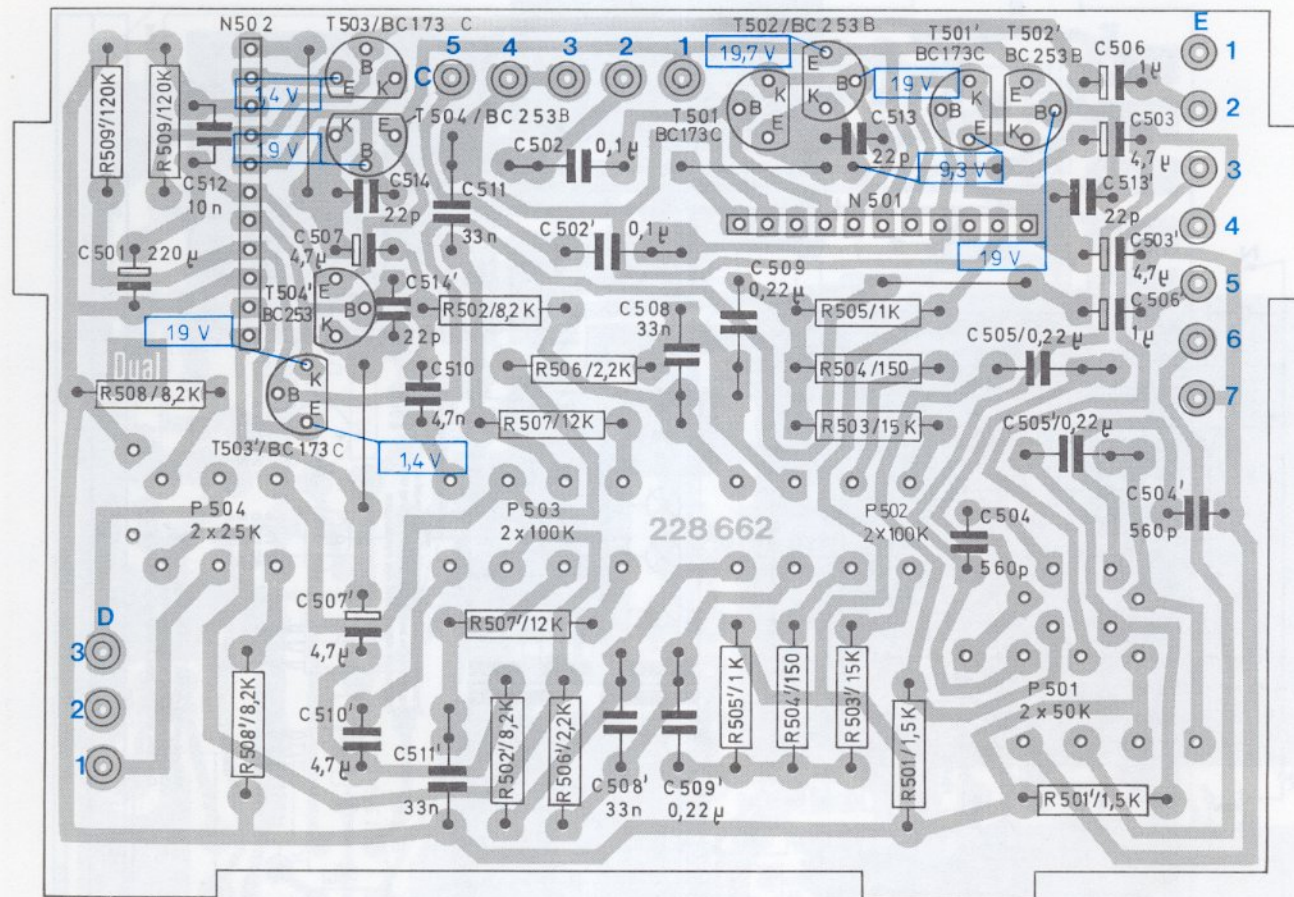 N502
T503/BC173 C
T502/BC253B
T501'
BC173C
T502'
BC253B
E
5
4
3
2
1
C
19,7 V
C506
1µ
1
2
3
4
5
6
7
B
E
K
1,4 V
T504/BC253B
K
E
B
19 V
R509'/120K
R509/120K
C512
10n
C514
22p
C511
33n
C502
0,1µ
C502'
0,1µ
T501
BC173C
K
B
E
E
B
K
19 V
C513
22p
K
B
E
E
B
K
9,3 V
C503
4,7µ
C513'
22p
N501
19 V
C503'
4,7µ
C506'
1µ
C501
220µ
C507
4,7µ
T504'
BC253
E
B
K
C514'
22p
R502/8,2K
C508
33n
C509
0,22µ
R505/1K
C505/0,22µ
19 V
Dual
R508/8,2K
K
B
E
T503'/BC173C
C510
4,7n
R506/2,2K
R504/150
R507/12K
R503/15K
C505'/0,22µ
1,4 V
P504
2x25K
P503
2x100K
228 662
P502
2x100K
C504
560p
C504'
560p
D
3
2
1
C507'
4,7µ
R507'/12K
R508'/8,2K
C510'
4,7µ
C511'
33n
R502'/8,2K
R506'/2,2K
C508'
33n
C509'
0,22µ
R505'/1K
R504'/150
R503'/15K
R501/1,5K
P501
2x50K
R501'/1,5K